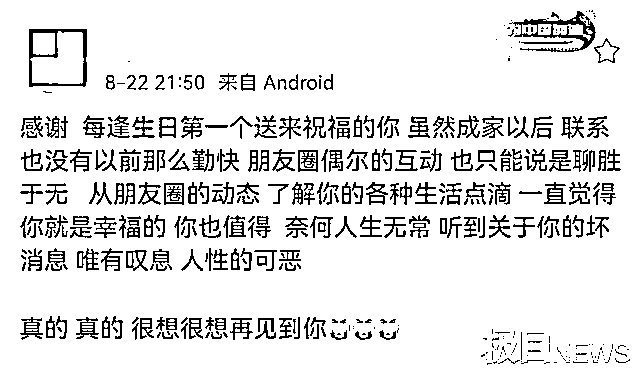 为中国加油
8-22 21:50 来自 Android
感谢 每逢生日第一个送来祝福的你 虽然成家以后 联系
也没有以前那么勤快 朋友圈偶尔的互动 也只能说是聊胜
于无 从朋友圈的动态 了解你的各种生活点滴 一直觉得
你就是幸福的 你也值得 奈何人生无常 听到关于你的坏
消息 唯有叹息 人性的可恶
真的 真的 很想很想再见到你
极目NEWS